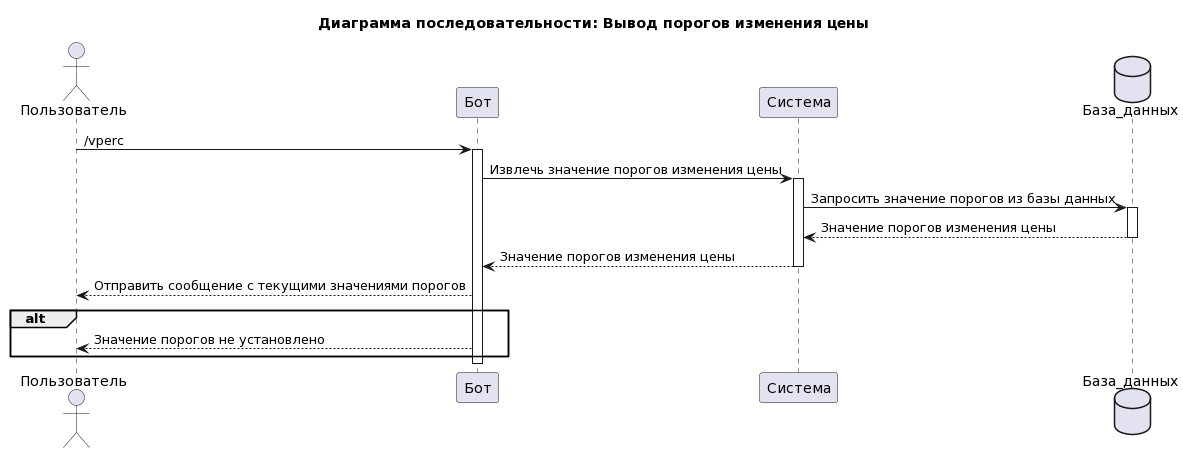 Диаграмма последовательности: Вывод порогов изменения цены
Пользователь
Бот
Система
База_данных
/vperc
Извлечь значение порогов изменения цены
Запросить значение порогов из базы данных
Значение порогов изменения цены
Значение порогов изменения цены
Отправить сообщение с текущими значениями порогов
alt
Значение порогов не установлено
Пользователь
Бот
Система
База_данных